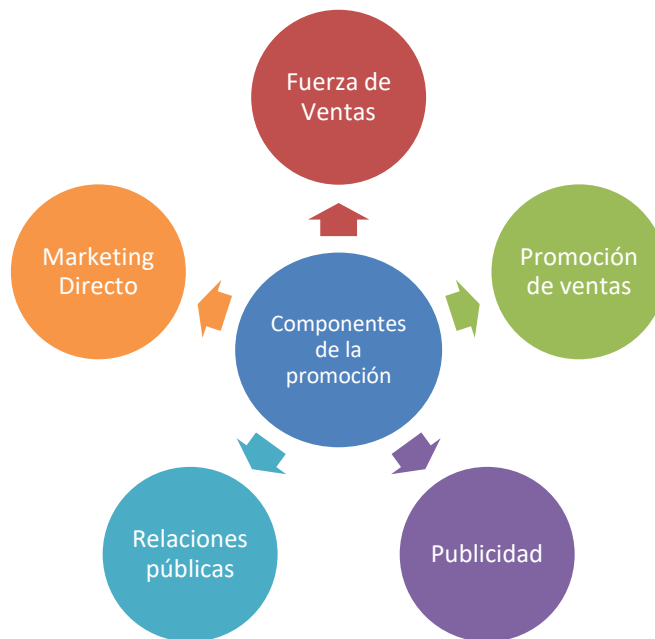 Fuerza de
Ventas
Marketing
Directo
Promoción
de ventas
Componentes
de la
promoción
Relaciones
públicas
Publicidad